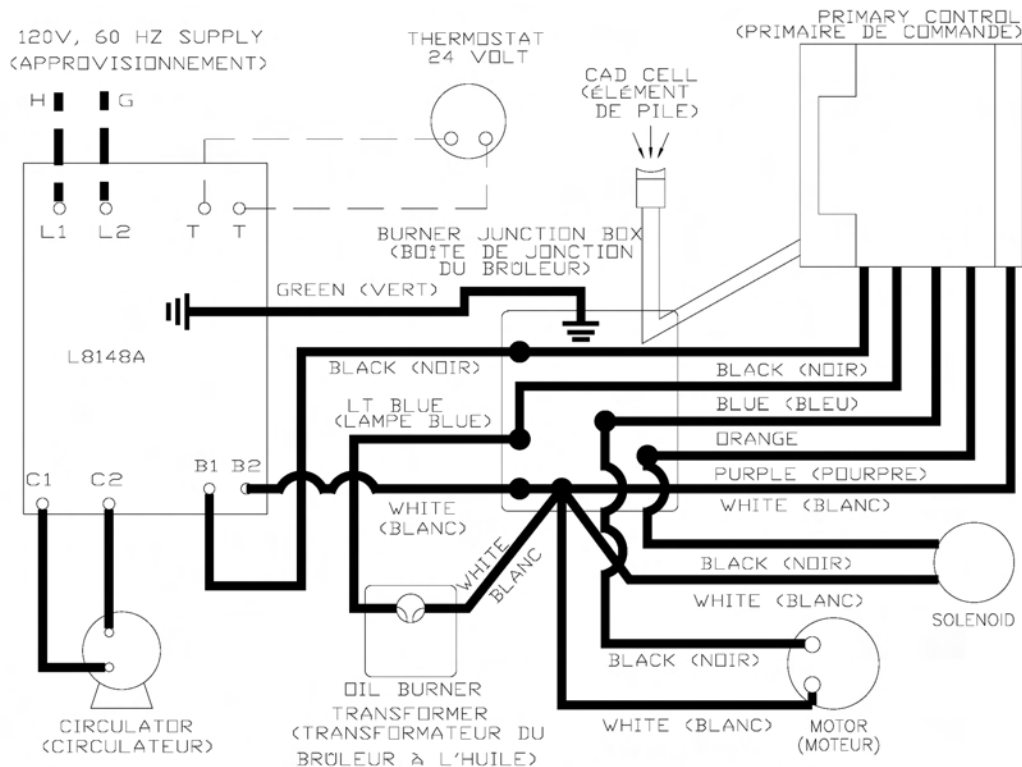 PRIMARY CONTROL
(PRIMAIRE DE COMMANDE)
120V, 60 HZ SUPPLY
(APPROVISIONNEMENT)
THERMOSTAT
24 VOLT
CAD CELL
(ÉLÉMENT
DE PILE)
H
G
L1
L2
T
T
BURNER JUNCTION BOX
(BOÎTE DE JONCTION
DU BRÛLEUR)
GREEN (VERT)
L8148A
BLACK (NOIR)
BLACK (NOIR)
LT BLUE
(LAMPE BLUE)
BLUE (BLEU)
ORANGE
PURPLE (POURPRE)
WHITE (BLANC)
C1
C2
B1
B2
WHITE
(BLANC)
WHITE
BLANC
BLACK (NOIR)
WHITE (BLANC)
SOLENOID
BLACK (NOIR)
WHITE (BLANC)
MOTOR
(MOTEUR)
OIL BURNER
TRANSFORMER
(TRANSFORMATEUR DU
BRÛLEUR À L'HUILE)
CIRCULATOR
(CIRCULATEUR)